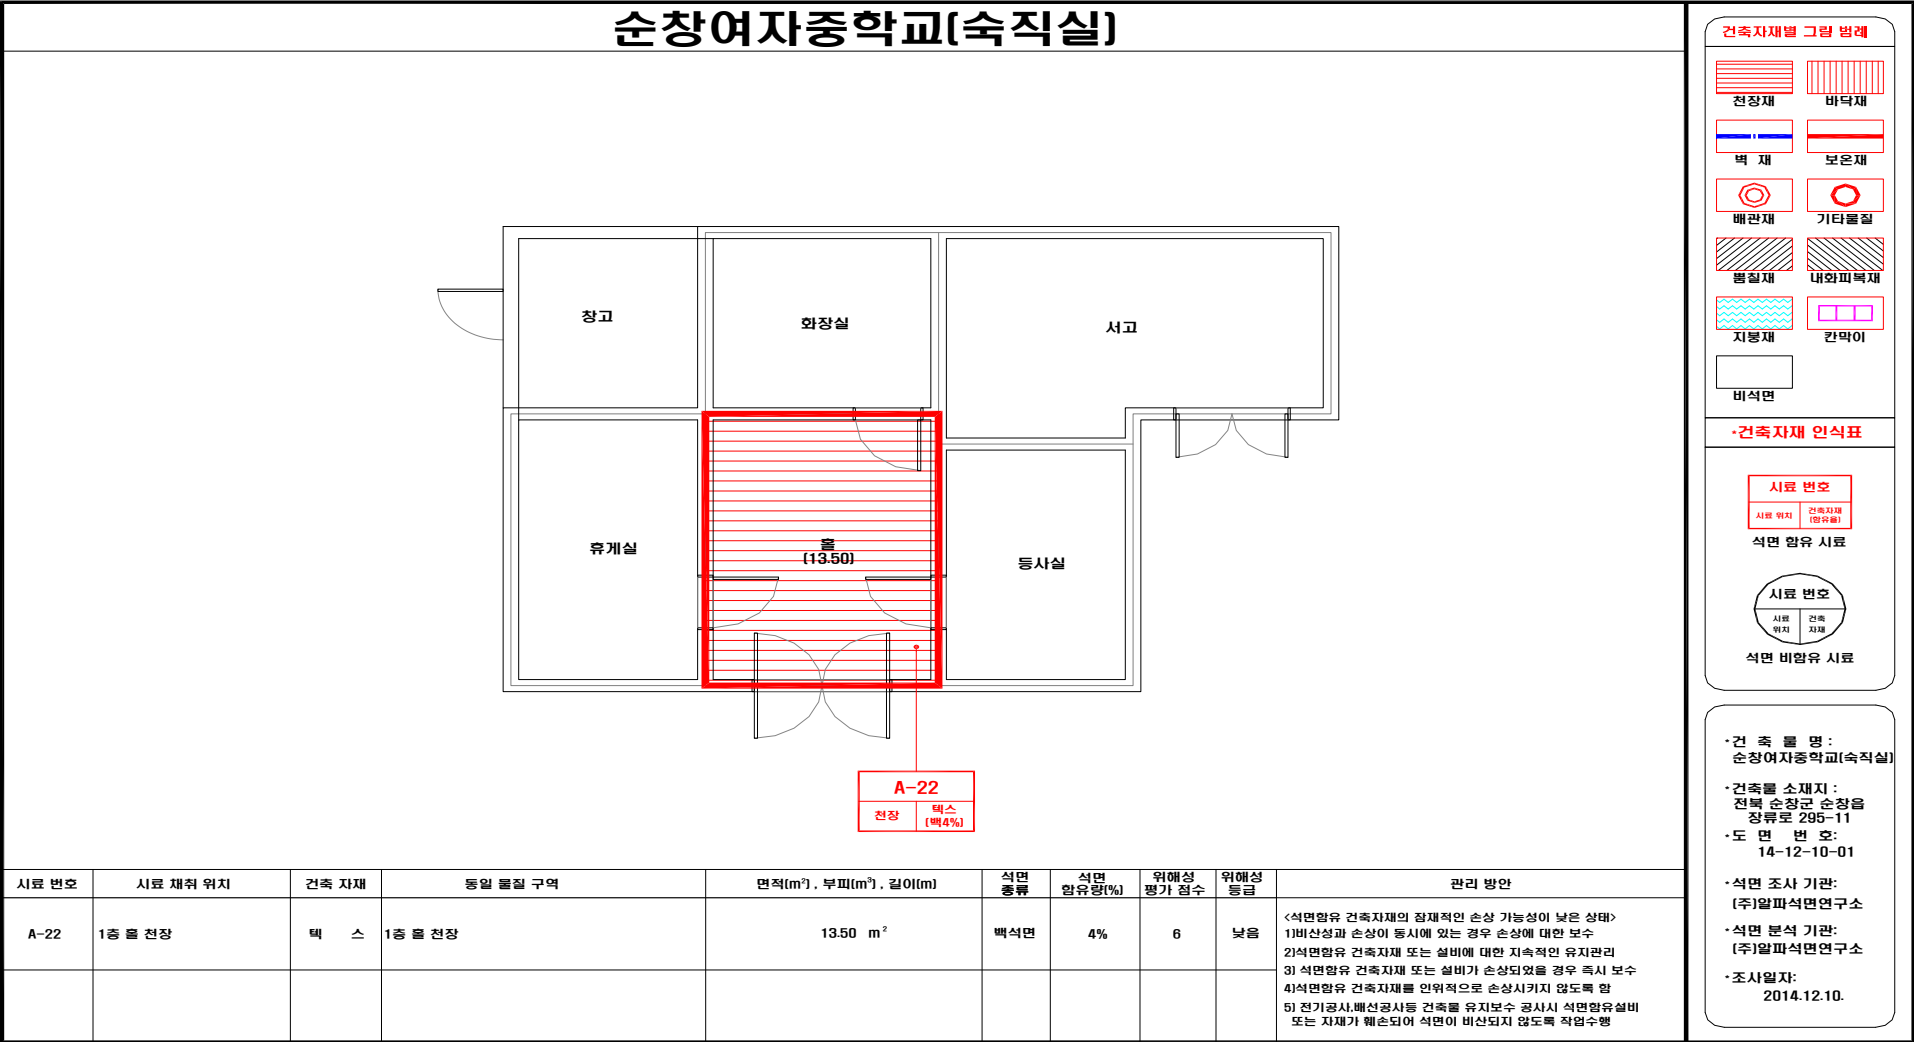 순창여자중학교(숙직실)
창고
화장실
서고
휴게실
홀
(13.50)
등사실
A-22
천장
텍스
(백4%)
시료 번호
시료 채취 위치
건축 자재
동일 물질 구역
면적(m²) , 부피(m³) , 길이(m)
석면
종류
석면
함유량(%)
위해성
평가 점수
위해성
등급
관리 방안
A-22
1층 홀 천장
텍 스
1층 홀 천장
13.50 m²
백석면
4%
6
낮음
<석면함유 건축자재의 잠재적인 손상 가능성이 낮은 상태>
1)비산성과 손상이 동시에 있는 경우 손상에 대한 보수
2)석면함유 건축자재 또는 설비에 대한 지속적인 유지관리
3) 석면함유 건축자재 또는 설비가 손상되었을 경우 즉시 보수
4)석면함유 건축자재를 인위적으로 손상시키지 않도록 함
5) 전기공사,배선공사등 건축물 유지보수 공사시 석면함유설비
또는 자재가 훼손되어 석면이 비산되지 않도록 작업수행
건축자재별 그림 범례
천장재
바닥재
벽 재
보온재
배관재
기타물질
뿜칠재
내화피복재
지붕재
칸막이
비석면
·건축자재 인식표
시료 번호
시료 위치
건축자재
(함유율)
석면 함유 시료
시료 번호
시료
위치
건축
자재
석면 비함유 시료
·건 축 물 명 :
순창여자중학교(숙직실)
·건축물 소재지 :
전북 순창군 순창읍
장류로 295-11
·도 면 번 호:
14-12-10-01
·석면 조사 기관:
(주)알파석면연구소
·석면 분석 기관:
(주)알파석면연구소
·조사일자:
2014.12.10.